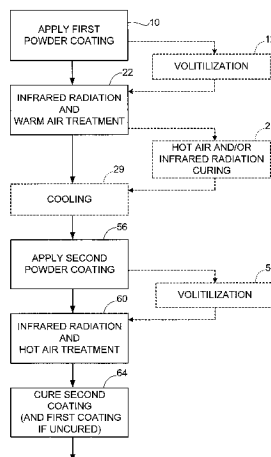 APPLY FIRST
POWDER COATING
10
VOLITILIZATION
22
INFRARED RADIATION
AND
WARM AIR TREATMENT
HOT AIR AND/OR
INFRARED RADIATION
CURING
29
COOLING
56
APPLY SECOND
POWDER COATING
VOLITILIZATION
60
INFRARED RADIATION
AND
HOT AIR TREATMENT
64
CURE SECOND
COATING
(AND FIRST COATING
IF UNCURED)